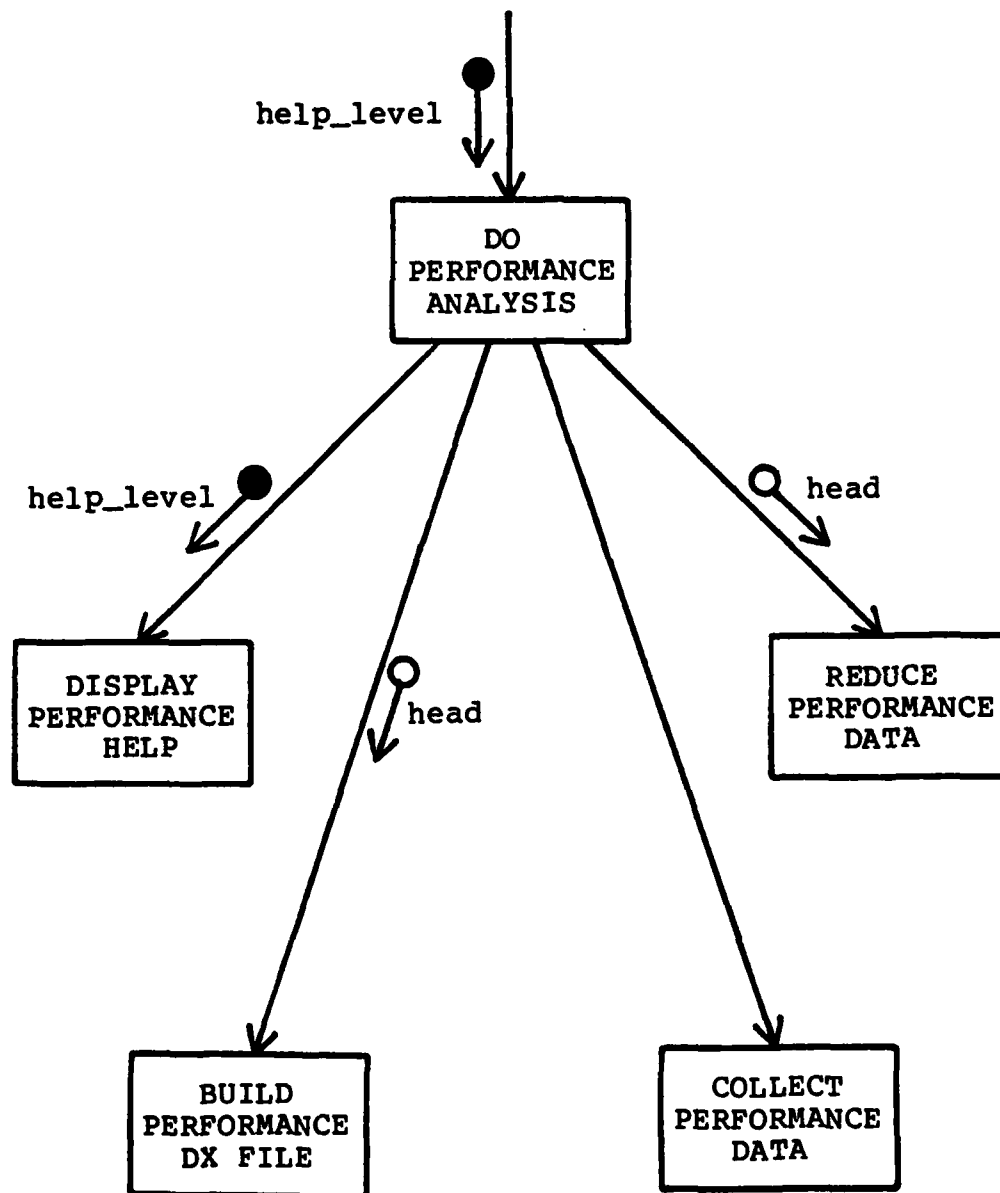 help_level
DO
PERFORMANCE
ANALYSIS
help_level
head
DISPLAY
PERFORMANCE
HELP
head
REDUCE
PERFORMANCE
DATA
BUILD
PERFORMANCE
DX FILE
COLLECT
PERFORMANCE
DATA